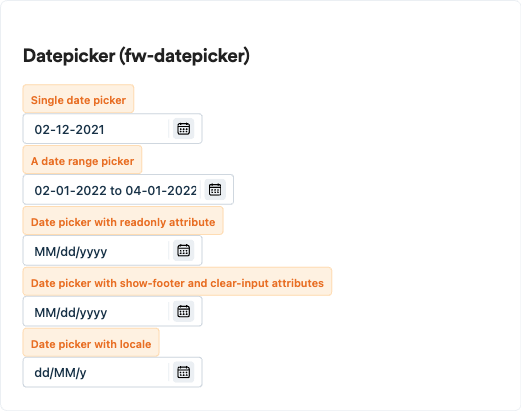 Datepicker (fw-datepicker)
Single date picker
02-12-2021
A date range picker
02-01-2022 to 04-01-2022
Date picker with readonly attribute
MM/dd/yyyy
Date picker with show-footer and clear-input attributes
MM/dd/yyyy
Date picker with locale
dd/MM/y